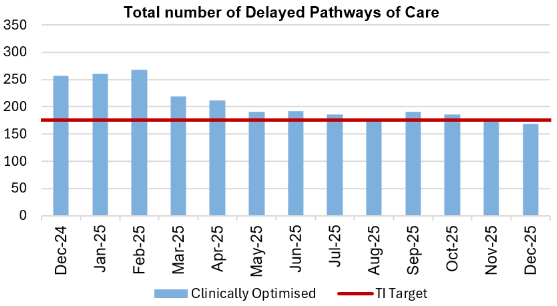 Total number of Delayed Pathways of Care
350
300
250
200
150
100
50
0
Dec-24 Jan-25 Feb-25 Mar-25 Apr-25 May-25 Jun-25 Jul-25 Aug-25 Sep-25 Oct-25 Nov-25 Dec-25
Clinically Optimised TI Target